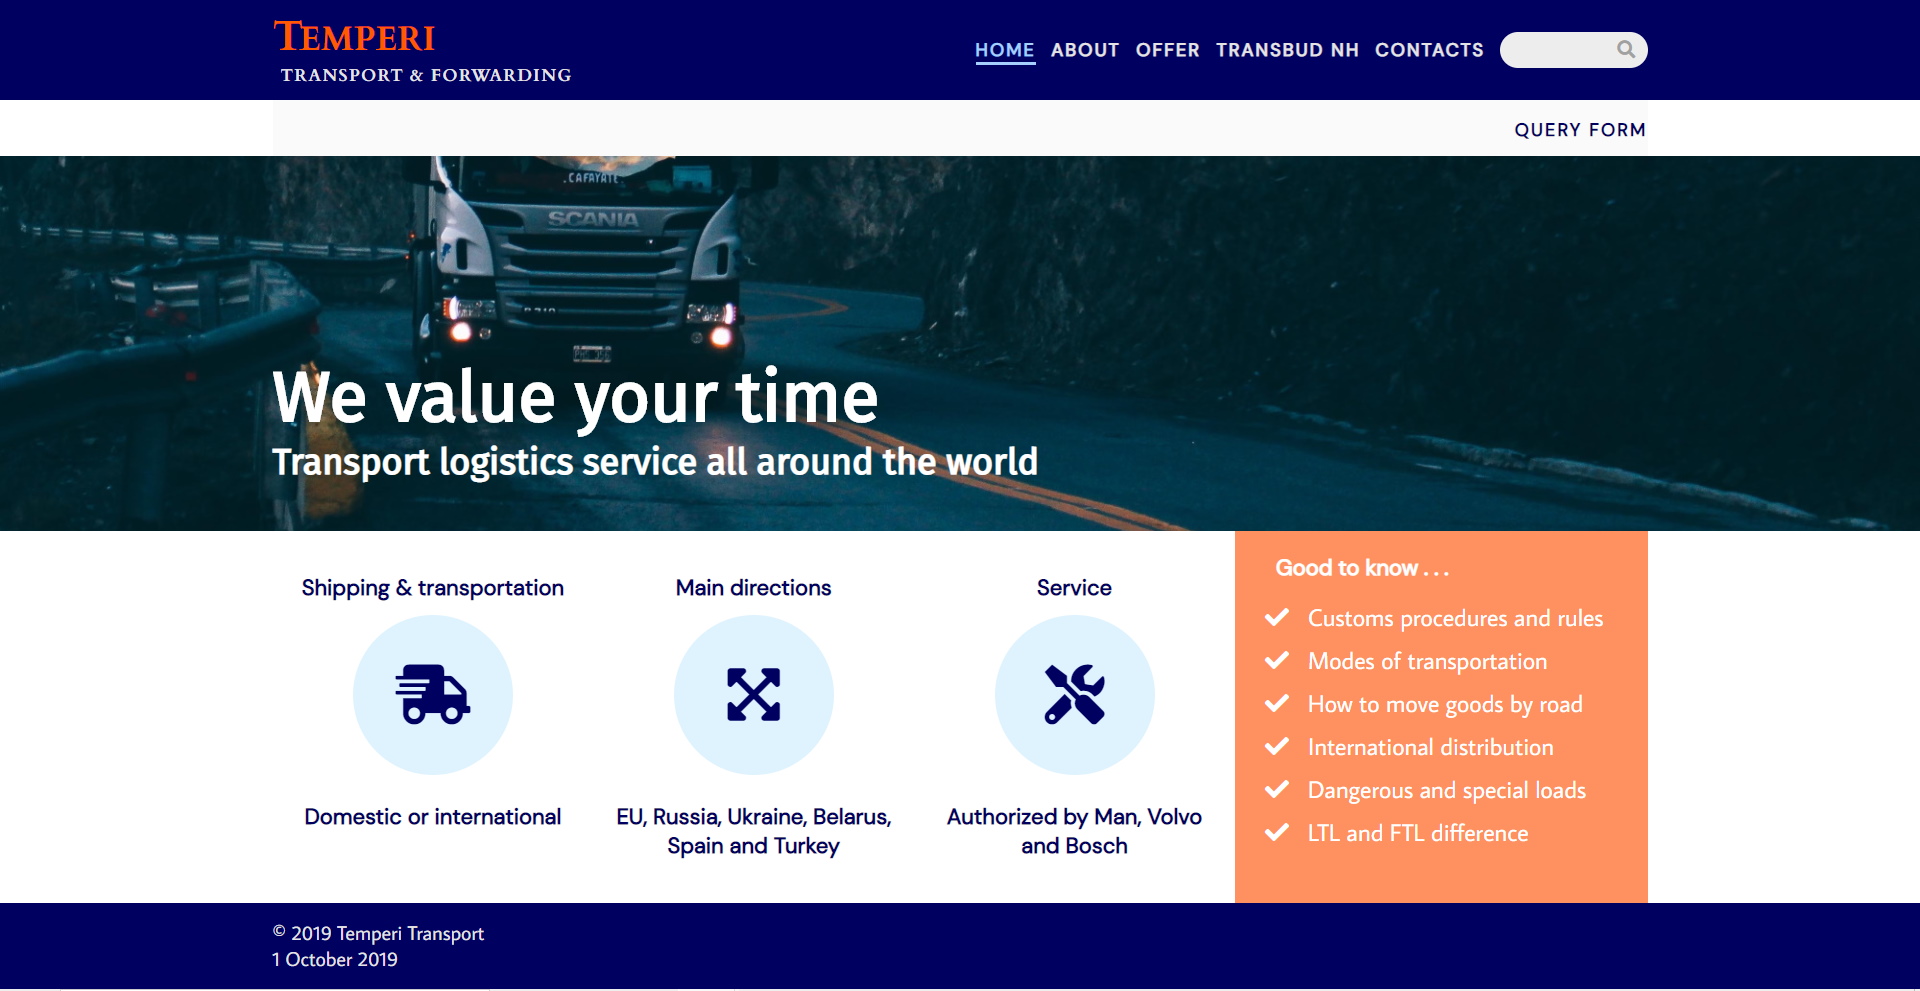 TEMPERI
TRANSPORT & FORWARDING
HOME ABOUT OFFER TRANSBUD NH CONTACTS
QUERY FORM
.CAFAYATE.
SCANIA
We value your time
Transport logistics service all around the world
Shipping & transportation
Domestic or international
Main directions
EU, Russia, Ukraine, Belarus,
Spain and Turkey
Service
Authorized by Man, Volvo
and Bosch
Good to know . . .
Customs procedures and rules
Modes of transportation
How to move goods by road
International distribution
Dangerous and special loads
LTL and FTL difference
© 2019 Temperi Transport
1 October 2019